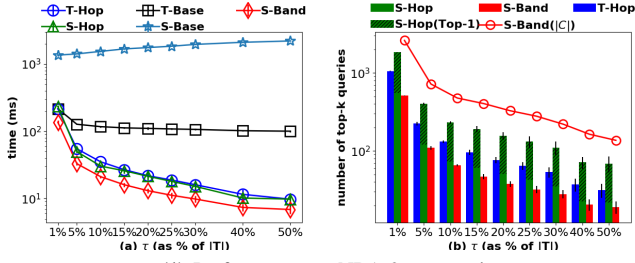 T-Hop T-Base S-Band
S-Hop S-Base
10³
10²
10¹
time (ms)
1% 5% 10% 15% 20% 25% 30% 40% 50%
(a) τ (as % of |T|)
S-Hop S-Band T-Hop
S-Hop(Top-1) S-Band(|C|)
10³
10²
number of top-k queries
1% 5% 10% 15% 20% 25% 30% 40% 50%
(b) τ (as % of |T|)